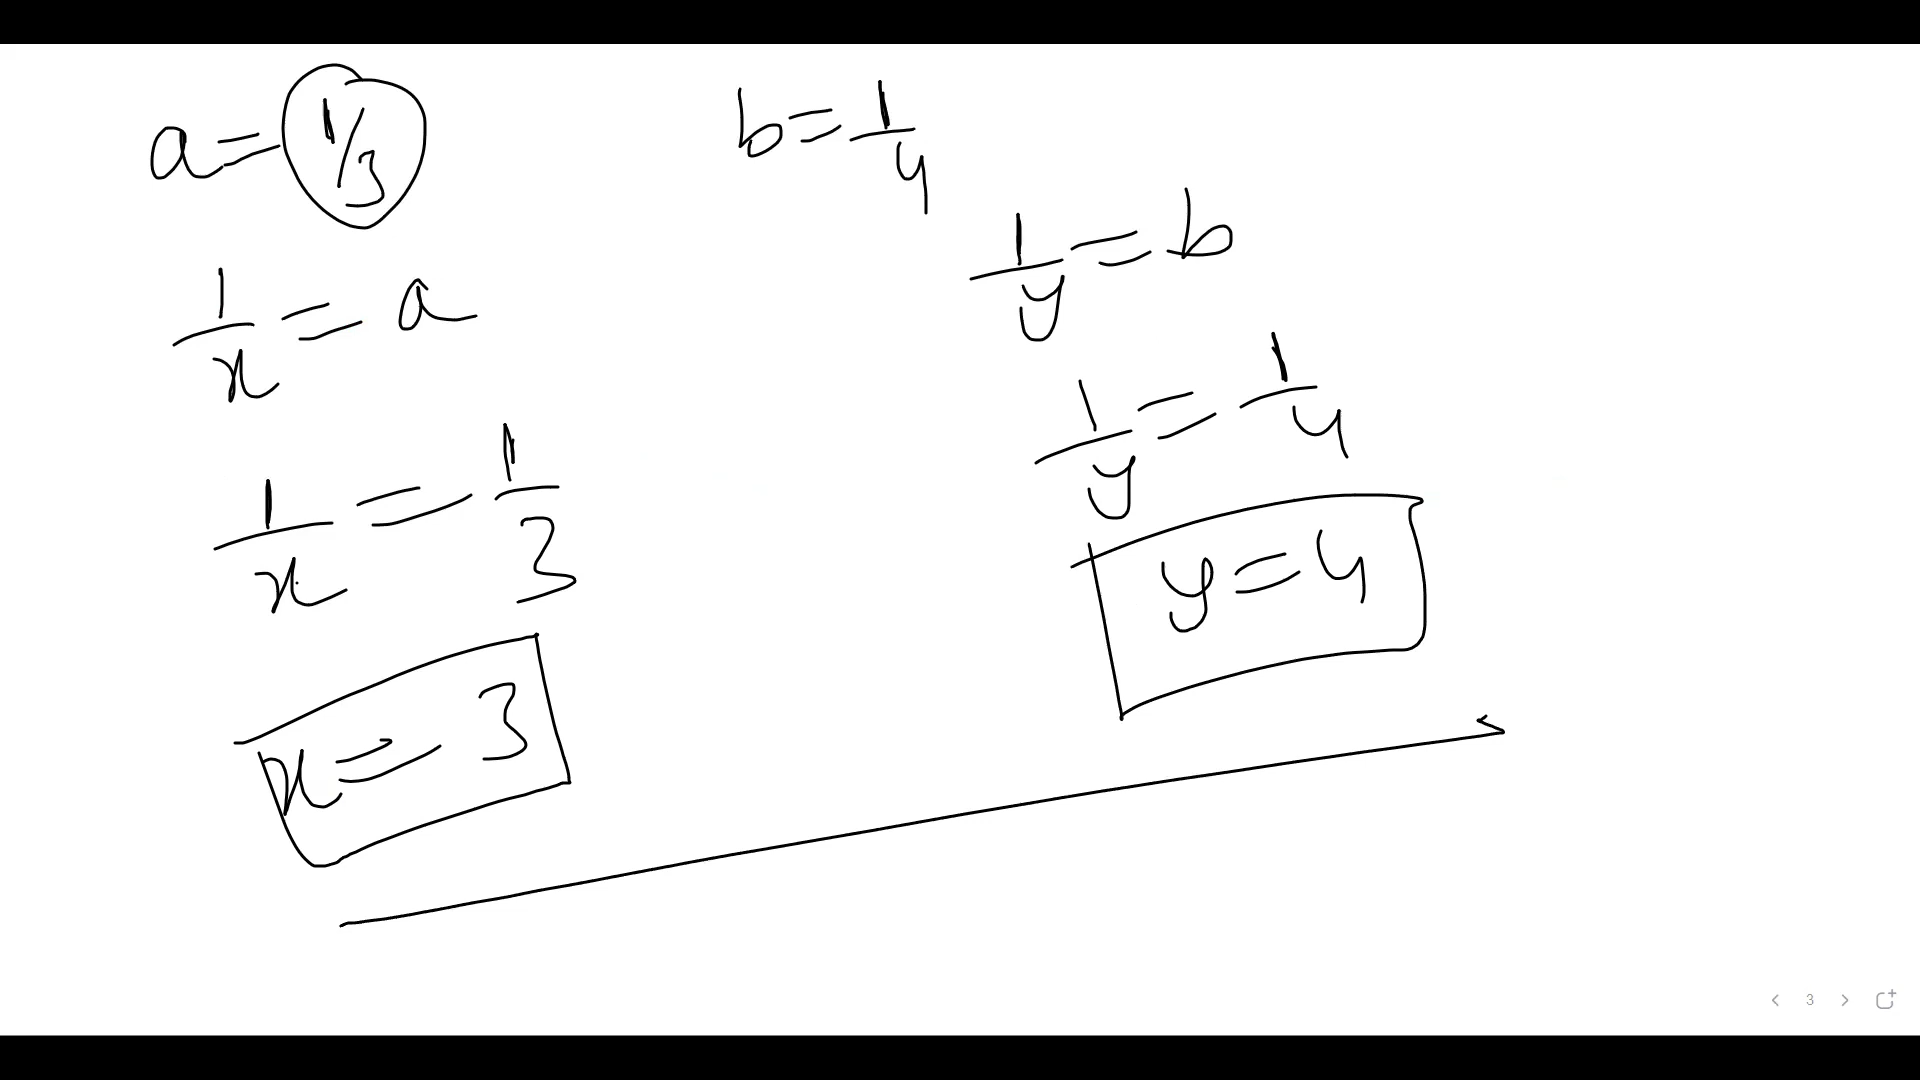 a = 1/3
1/x = a
1/x = 1/3
x = 3
b = 1/4
1/y = b
1/y = 1/4
y = 4
3